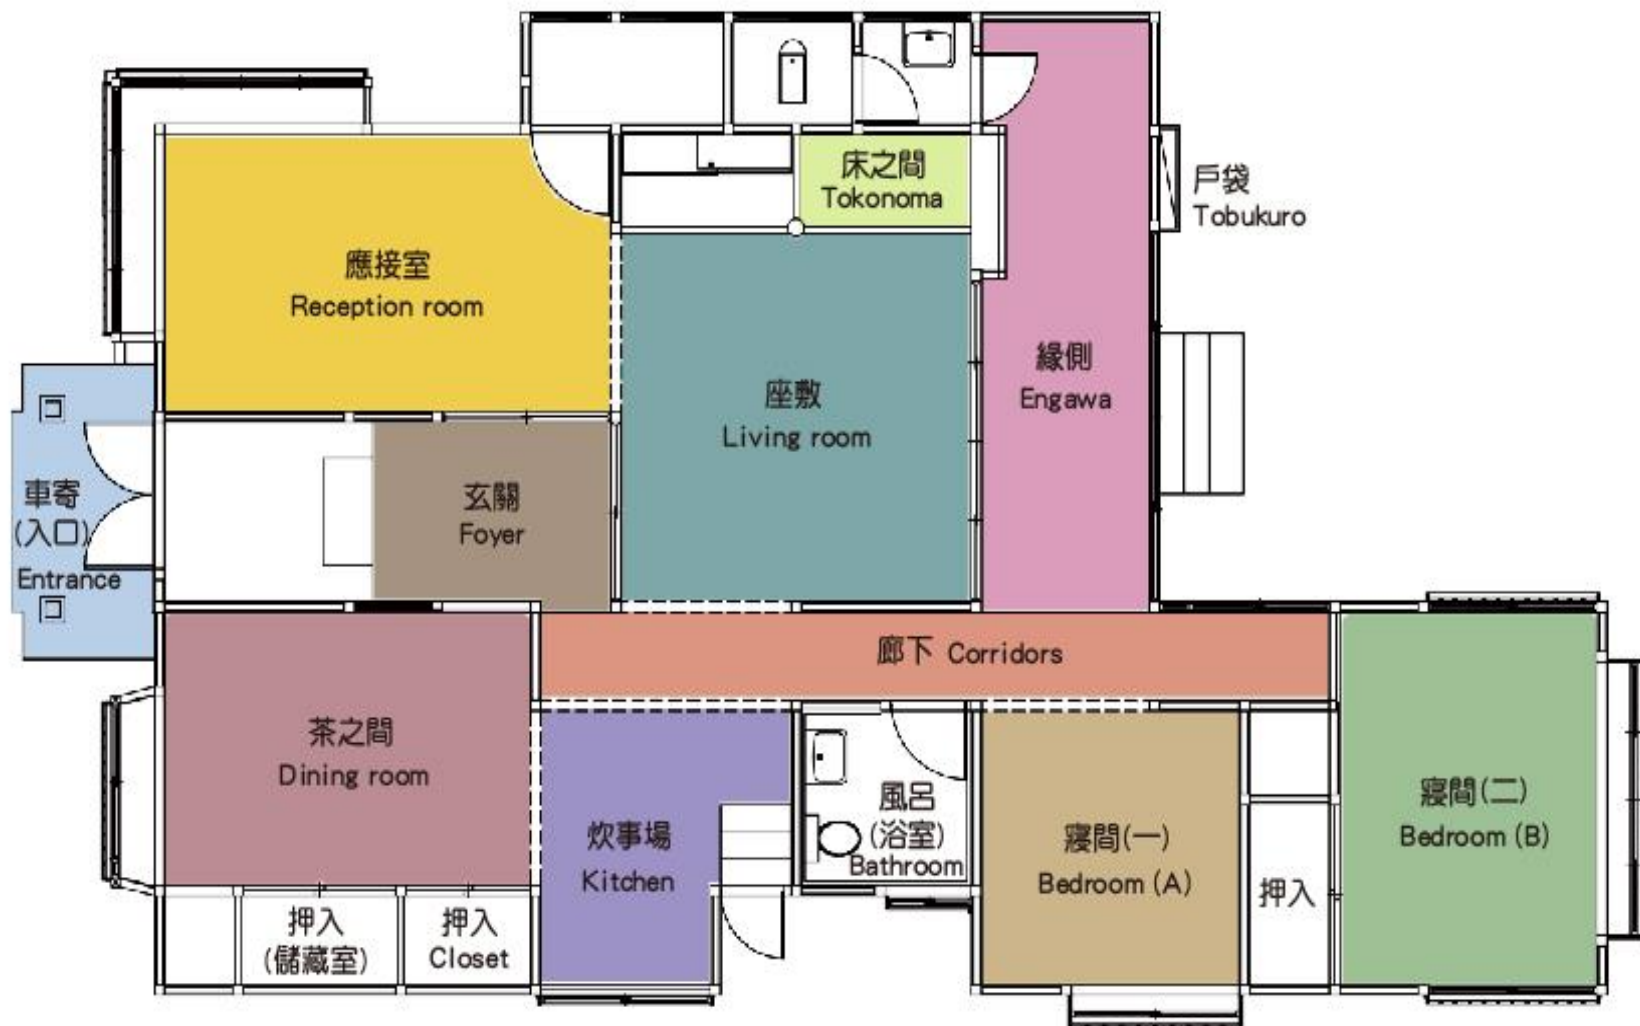 床之間
Tokonoma
戶袋
Tobukuro
應接室
Reception room
座敷
Living room
緣側
Engawa
車寄
(入口)
Entrance
玄關
Foyer
廊下 Corridors
茶之間
Dining room
炊事場
Kitchen
風呂
(浴室)
Bathroom
寢間(一)
Bedroom (A)
押入
寢間(二)
Bedroom (B)
押入
(儲藏室)
押入
Closet